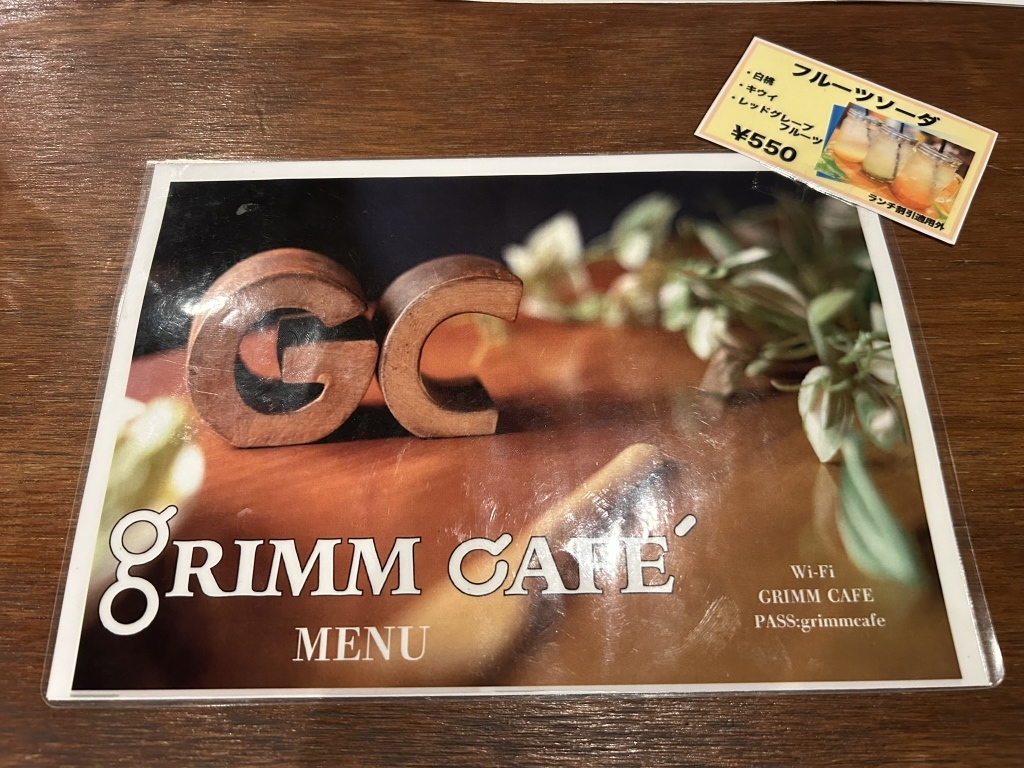 フルーツソーダ
・白桃
・キウイ
・レッドグレープ
フルーツ
¥550
ランチ割引適用外
GC
GRIMM CAFÉ
MENU
Wi-Fi
GRIMM CAFE
PASS:grimmcafe